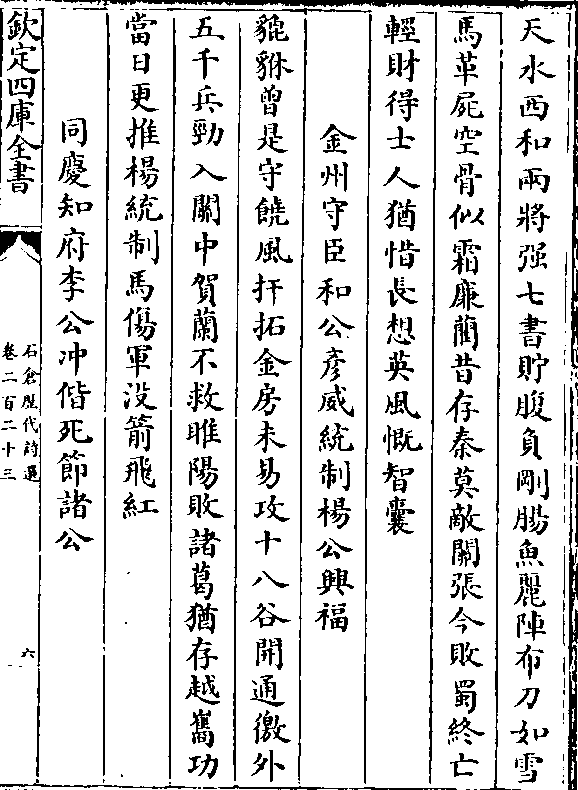 天水西和兩將强七書貯腹負剛腸魚麗陣布刀如雪
馬革屍空骨似霜廉藺昔存秦莫敵關張今敗蜀終亡
輕財得士人猶惜長想英風慨智囊
金州守臣和公彥威統制楊公興福
貔貅曾是守饒風扞拓金房未易攻十八谷開通徼外
五千兵勁入關中賀蘭不救睢陽敗諸葛猶存越嶲功
當日更推楊統制馬傷軍没箭飛紅
同慶知府李公冲偕死節諸公
欽定四庫全書
石倉歷代詩選
卷二百二十三
六